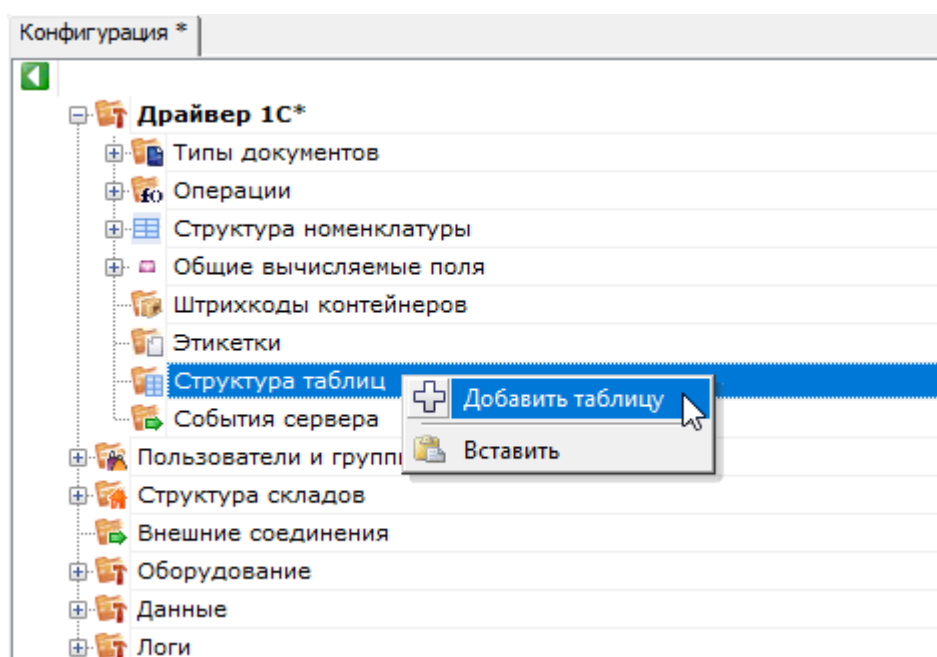 Конфигурация *
Драйвер 1С*
Типы документов
Операции
Структура номенклатуры
Общие вычисляемые поля
Штрихкоды контейнеров
Этикетки
Структура таблиц
Добавить таблицу
События сервера
Вставить
Пользователи и групп
Структура складов
Внешние соединения
Оборудование
Данные
Логи